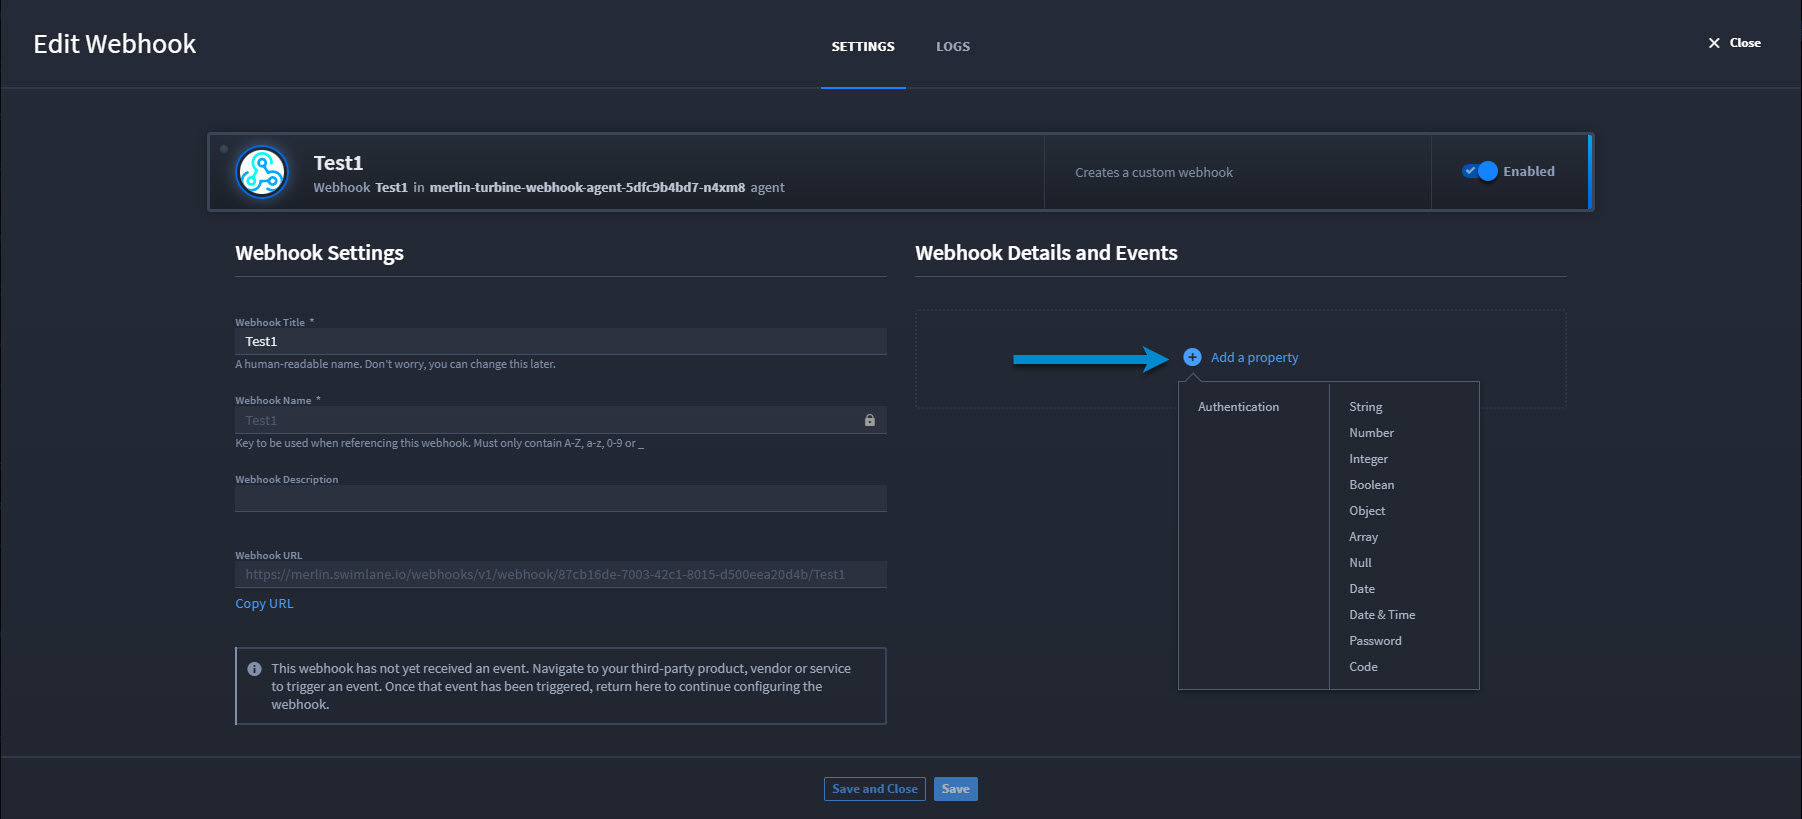 Edit Webhook
SETTINGS
LOGS
Close
Test1
Webhook Test1 in merlin-turbine-webhook-agent-5dfc9b4bd7-n4xm8 agent
Creates a custom webhook
Enabled
Webhook Settings
Webhook Title *
Test1
A human-readable name. Don't worry, you can change this later.
Webhook Name *
Test1
Key to be used when referencing this webhook. Must only contain A-Z, a-z, 0-9 or _
Webhook Description
Webhook URL
https://merlin.swimlane.io/webhooks/v1/webhook/87cb16de-7003-42c1-8015-d500eea20d4b/Test1
Copy URL
This webhook has not yet received an event. Navigate to your third-party product, vendor or service
to trigger an event. Once that event has been triggered, return here to continue configuring the
webhook.
Webhook Details and Events
Add a property
Authentication
String
Number
Integer
Boolean
Object
Array
Null
Date
Date & Time
Password
Code
Save and Close
Save